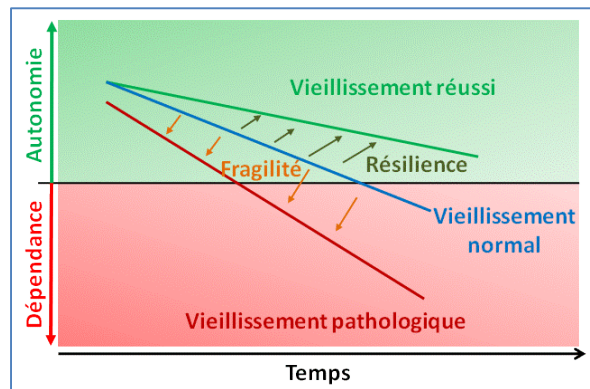 Autonomie
Dépendance
Vieillissement réussi
Fragilité
Résilience
Vieillissement
normal
Vieillissement pathologique
Temps